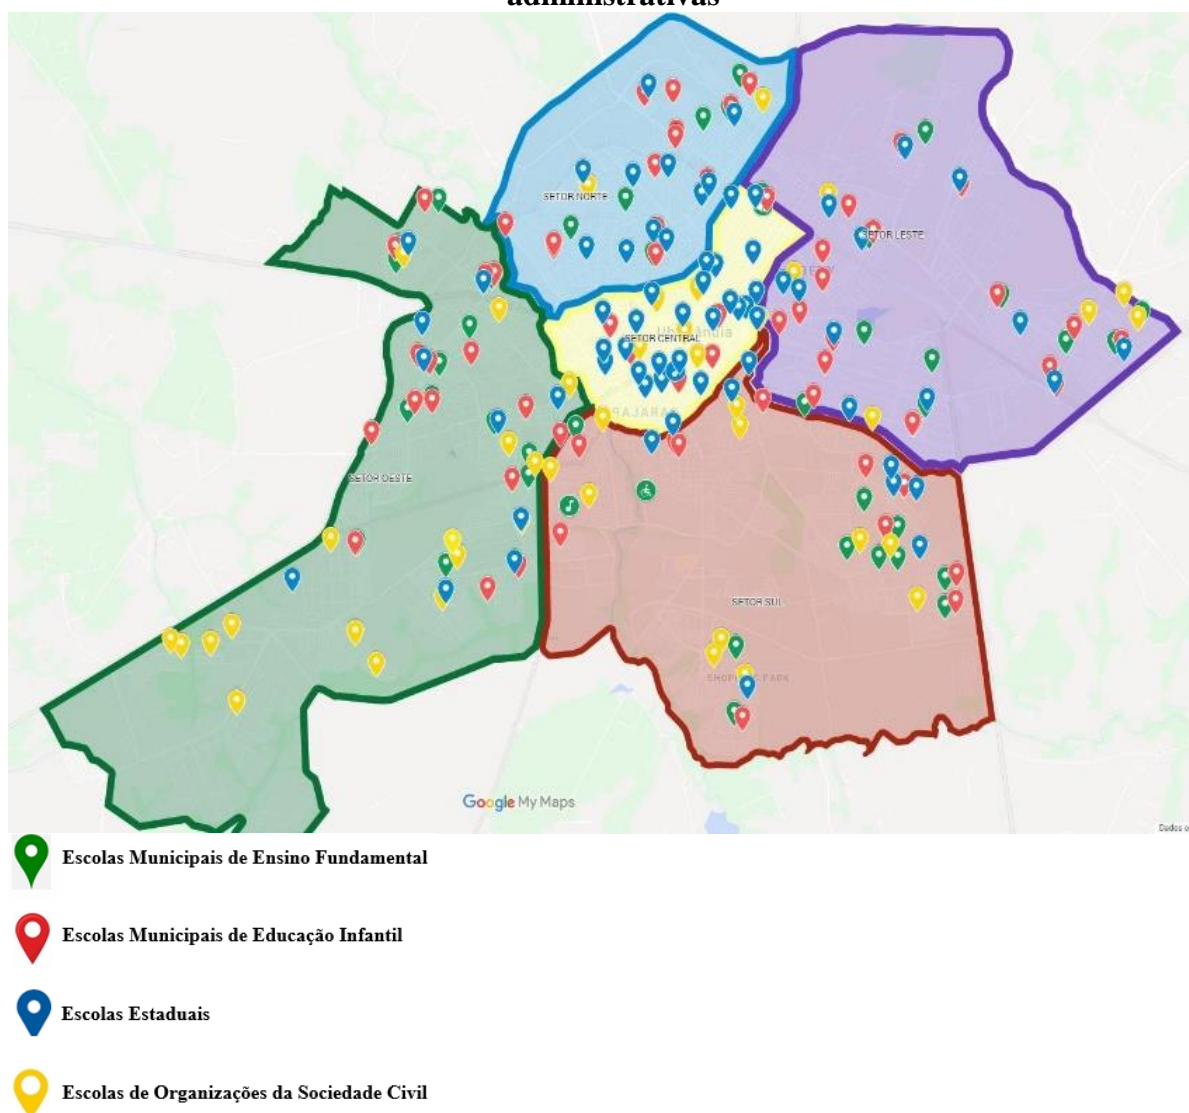 administrativas
SETOR NORTE
SETOR LESTE
SETOR CENTRAL
SETOR OESTE
SETOR SUL
Google My Maps
Escolas Municipais de Ensino Fundamental
Escolas Municipais de Educação Infantil
Escolas Estaduais
Escolas de Organizações da Sociedade Civil